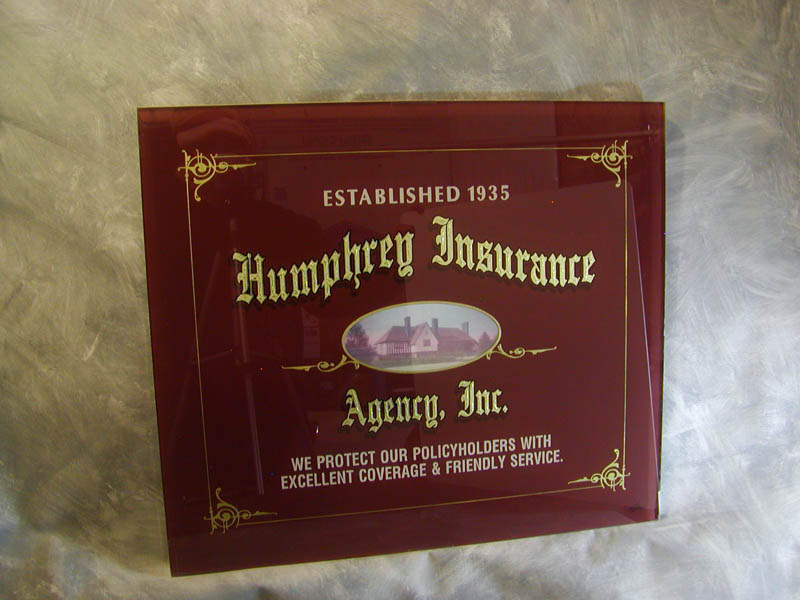 ESTABLISHED 1935
Humphrey Insurance
Agency, Inc.
WE PROTECT OUR POLICYHOLDERS WITH
EXCELLENT COVERAGE & FRIENDLY SERVICE.